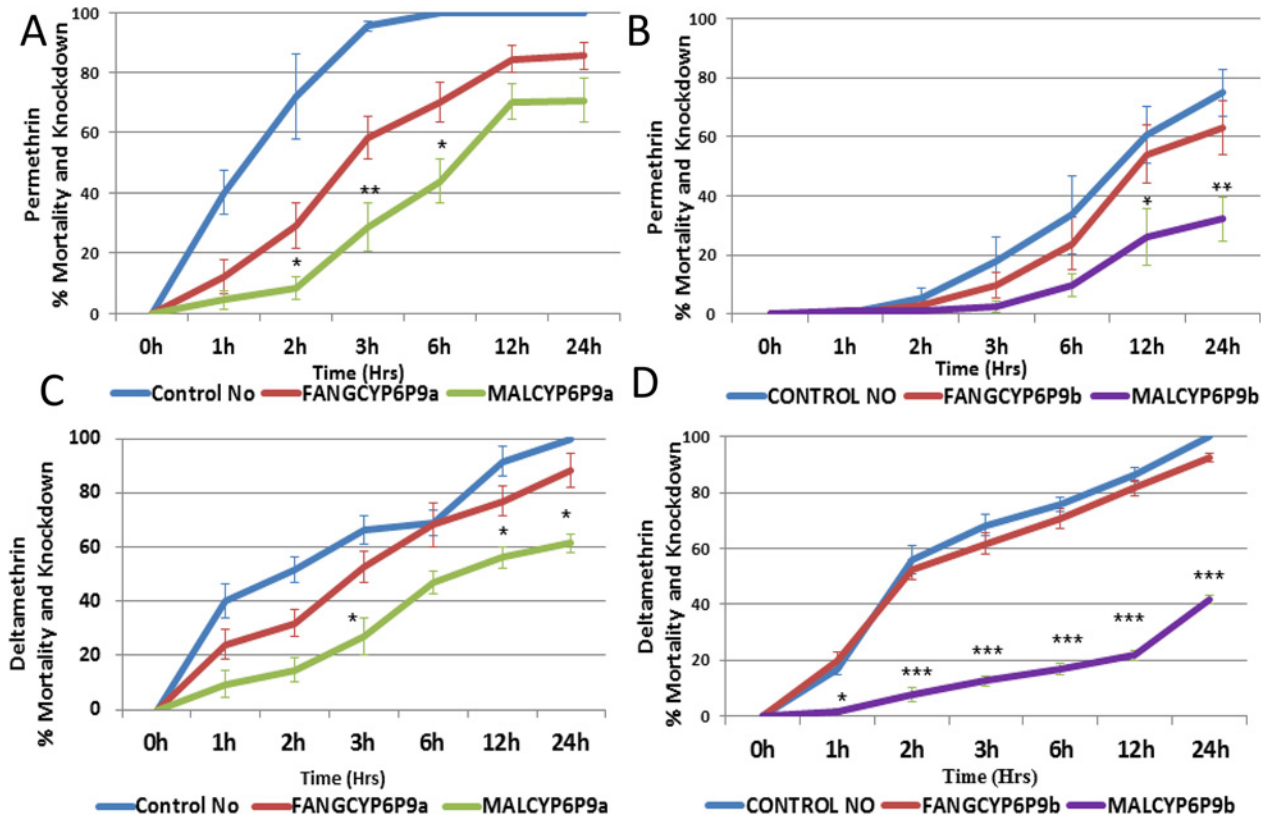 A
Permethrin
% Mortality and Knockdown
100
80
60
40
20
0
*
**
*
0h 1h 2h 3h 6h 12h 24h
Time (Hrs)
Control No FANGCYP6P9a MALCYP6P9a
B
Permethrin
% Mortality and Knockdown
100
80
60
40
20
0
*
**
0h 1h 2h 3h 6h 12h 24h
Time (Hrs)
CONTROL NO FANGCYP6P9b MALCYP6P9b
C
Deltamethrin
% Mortality and Knockdown
100
80
60
40
20
0
*
*
*
0h 1h 2h 3h 6h 12h 24h
Time (Hrs)
Control No FANGCYP6P9a MALCYP6P9a
D
Deltamethrin
% Mortality and Knockdown
100
80
60
40
20
0
*
***
***
***
***
***
0h 1h 2h 3h 6h 12h 24h
Time (Hrs)
CONTROL NO FANGCYP6P9b MALCYP6P9b